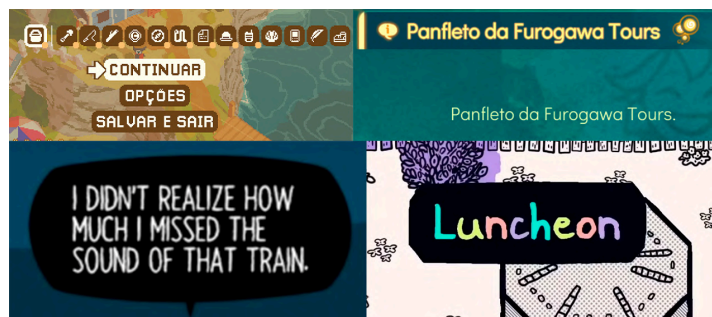 CONTINUAR
OPÇÕES
SALVAR E SAIR
Panfleto da Furogawa Tours
Panfleto da Furogawa Tours.
I DIDN'T REALIZE HOW
MUCH I MISSED THE
SOUND OF THAT TRAIN.
Luncheon